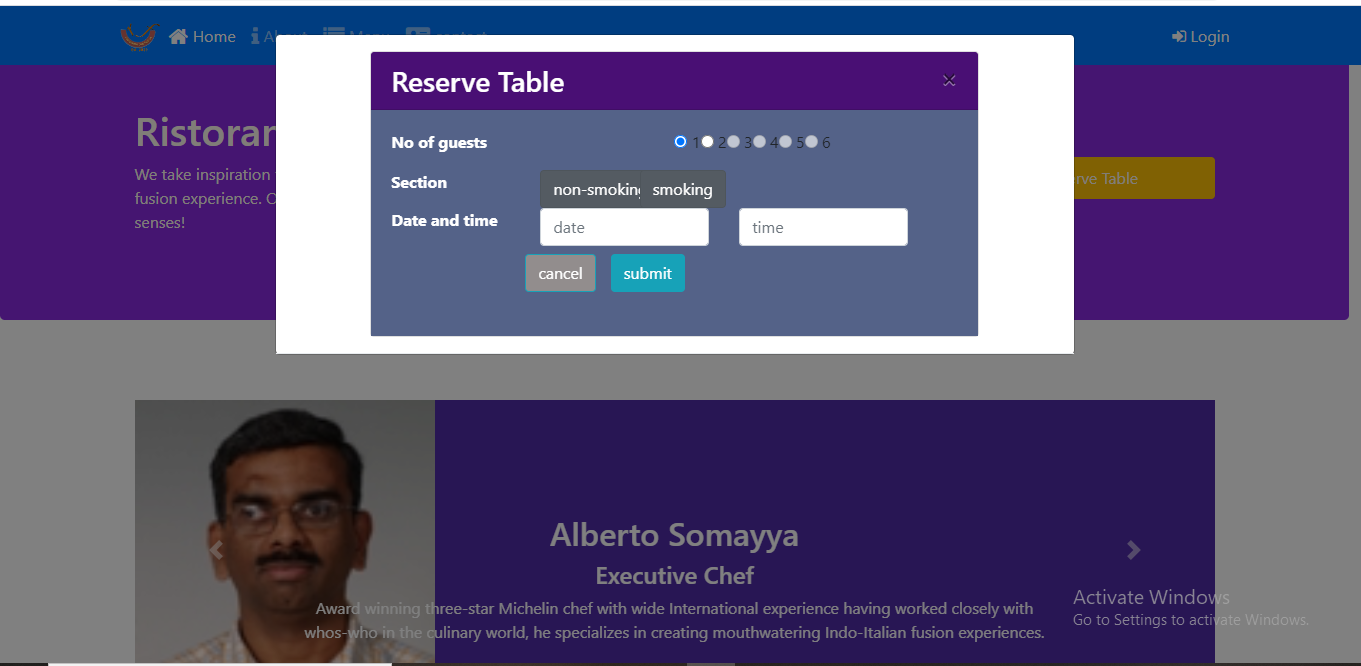 Home
Login
Reserve Table
×
Ristoran
No of guests
1 2 3 4 5 6
We take inspiration
rve Table
Section
non-smoking smoking
fusion experience. O
Date and time
date time
senses!
cancel submit
Alberto Somayya
Executive Chef
Award winning three-star Michelin chef with wide International experience having worked closely with
whos-who in the culinary world, he specializes in creating mouthwatering Indo-Italian fusion experiences.
Activate Windows
Go to Settings to activate Windows.